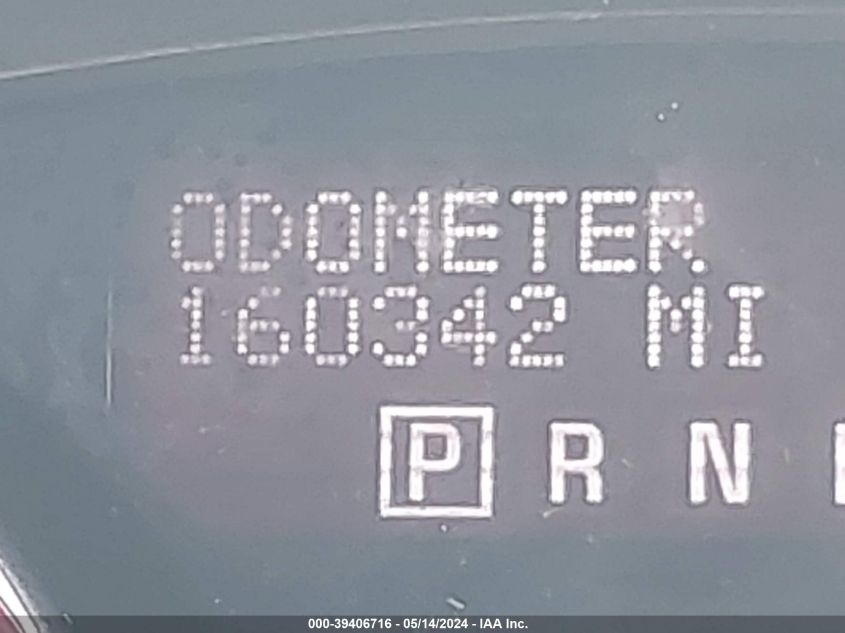 ODOMETER
160342 MI
P R N
000-39406716 - 05/14/2024 - IAA Inc.